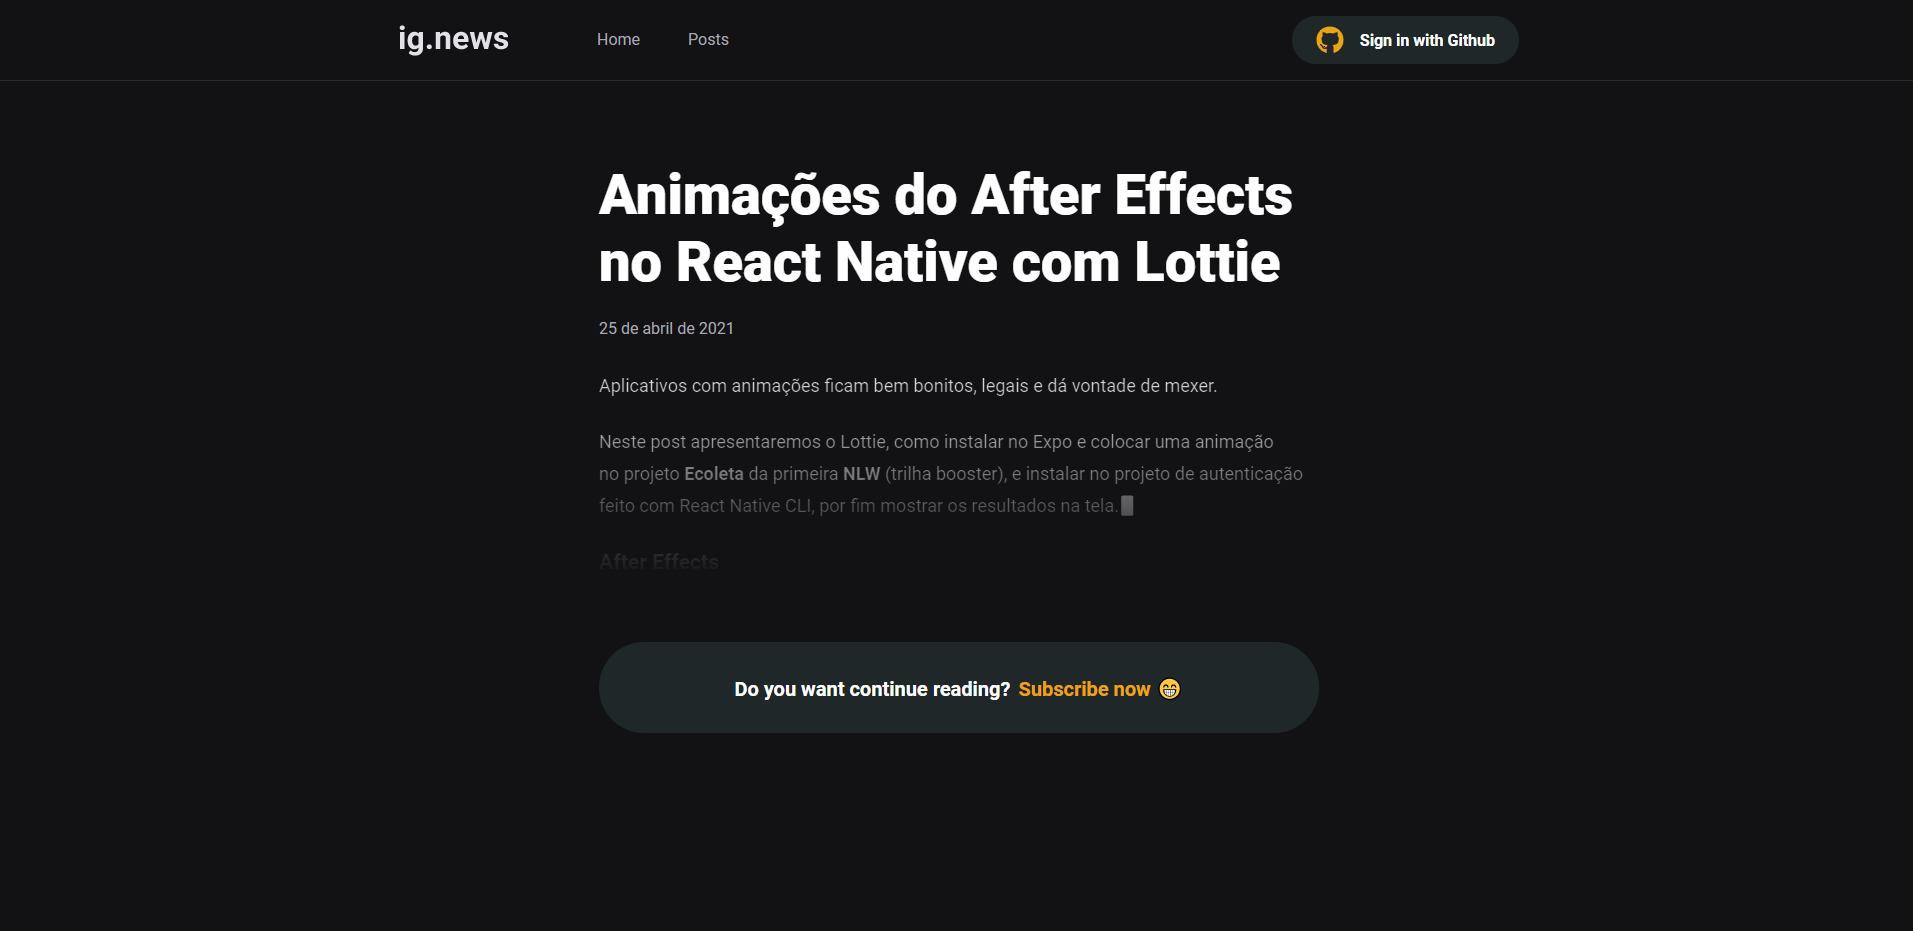 ig.news
Home
Posts
Sign in with Github
Animações do After Effects
no React Native com Lottie
25 de abril de 2021
Aplicativos com animações ficam bem bonitos, legais e dá vontade de mexer.
Neste post apresentaremos o Lottie, como instalar no Expo e colocar uma animação
no projeto Ecoleta da primeira NLW (trilha booster), e instalar no projeto de autenticação
feito com React Native CLI, por fim mostrar os resultados na tela.
After Effects
Do you want continue reading? Subscribe now 😁